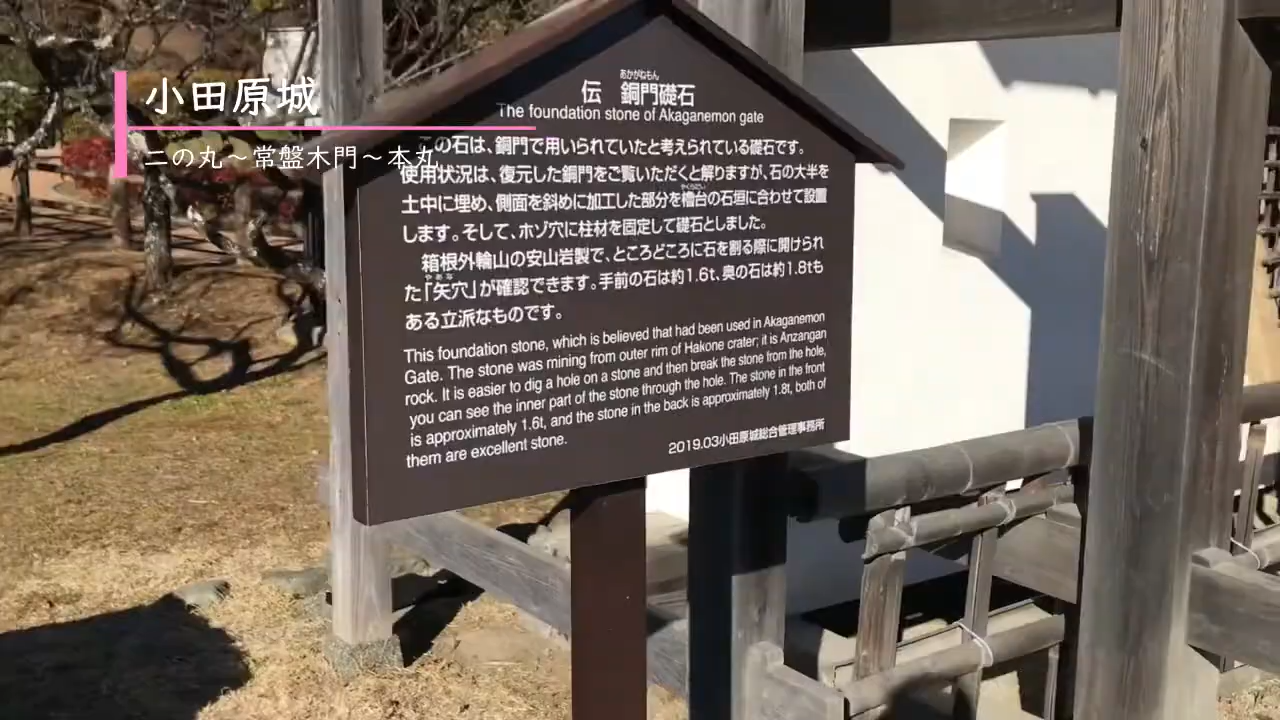 小田原城
二の丸～常盤木門～本丸
あかがねもん
伝 銅門礎石
The foundation stone of Akaganemon gate
この石は、銅門で用いられていたと考えられている礎石です。
使用状況は、復元した銅門をご覧いただくと解りますが、石の大半を
やぐらだい
土中に埋め、側面を斜めに加工した部分を櫓台の石垣に合わせて設置
します。そして、ホゾ穴に柱材を固定して礎石としました。
箱根外輪山の安山岩製で、ところどころに石を割る際に開けられ
やあな
た「矢穴」が確認できます。手前の石は約1.6t、奥の石は約1.8tも
ある立派なものです。
This foundation stone, which is believed that had been used in Akaganemon
Gate. The stone was mining from outer rim of Hakone crater; it is Anzangan
rock. It is easier to dig a hole on a stone and then break the stone from the hole,
you can see the inner part of the stone through the hole. The stone in the front
is approximately 1.6t, and the stone in the back is approximately 1.8t, both of
them are excellent stone.
2019.03小田原城総合管理事務所